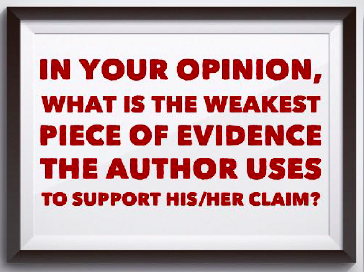 IN YOUR OPINION,
WHAT IS THE WEAKEST
PIECE OF EVIDENCE
THE AUTHOR USES
TO SUPPORT HIS/HER CLAIM?